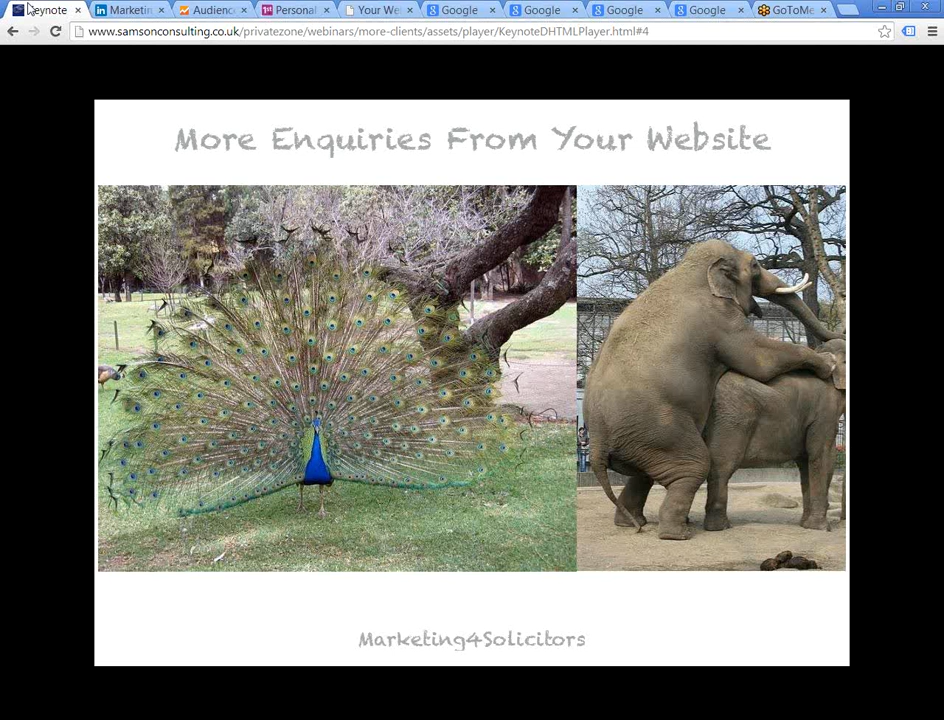 Keynote
Marketin
Audienc
Personal
Your We
Google
Google
Google
Google
GoToMe
www.samsonconsulting.co.uk/privatezone/webinars/more-clients/assets/player/KeynoteDHTMLPlayer.html#4
More Enquiries From Your Website
Marketing4Solicitors